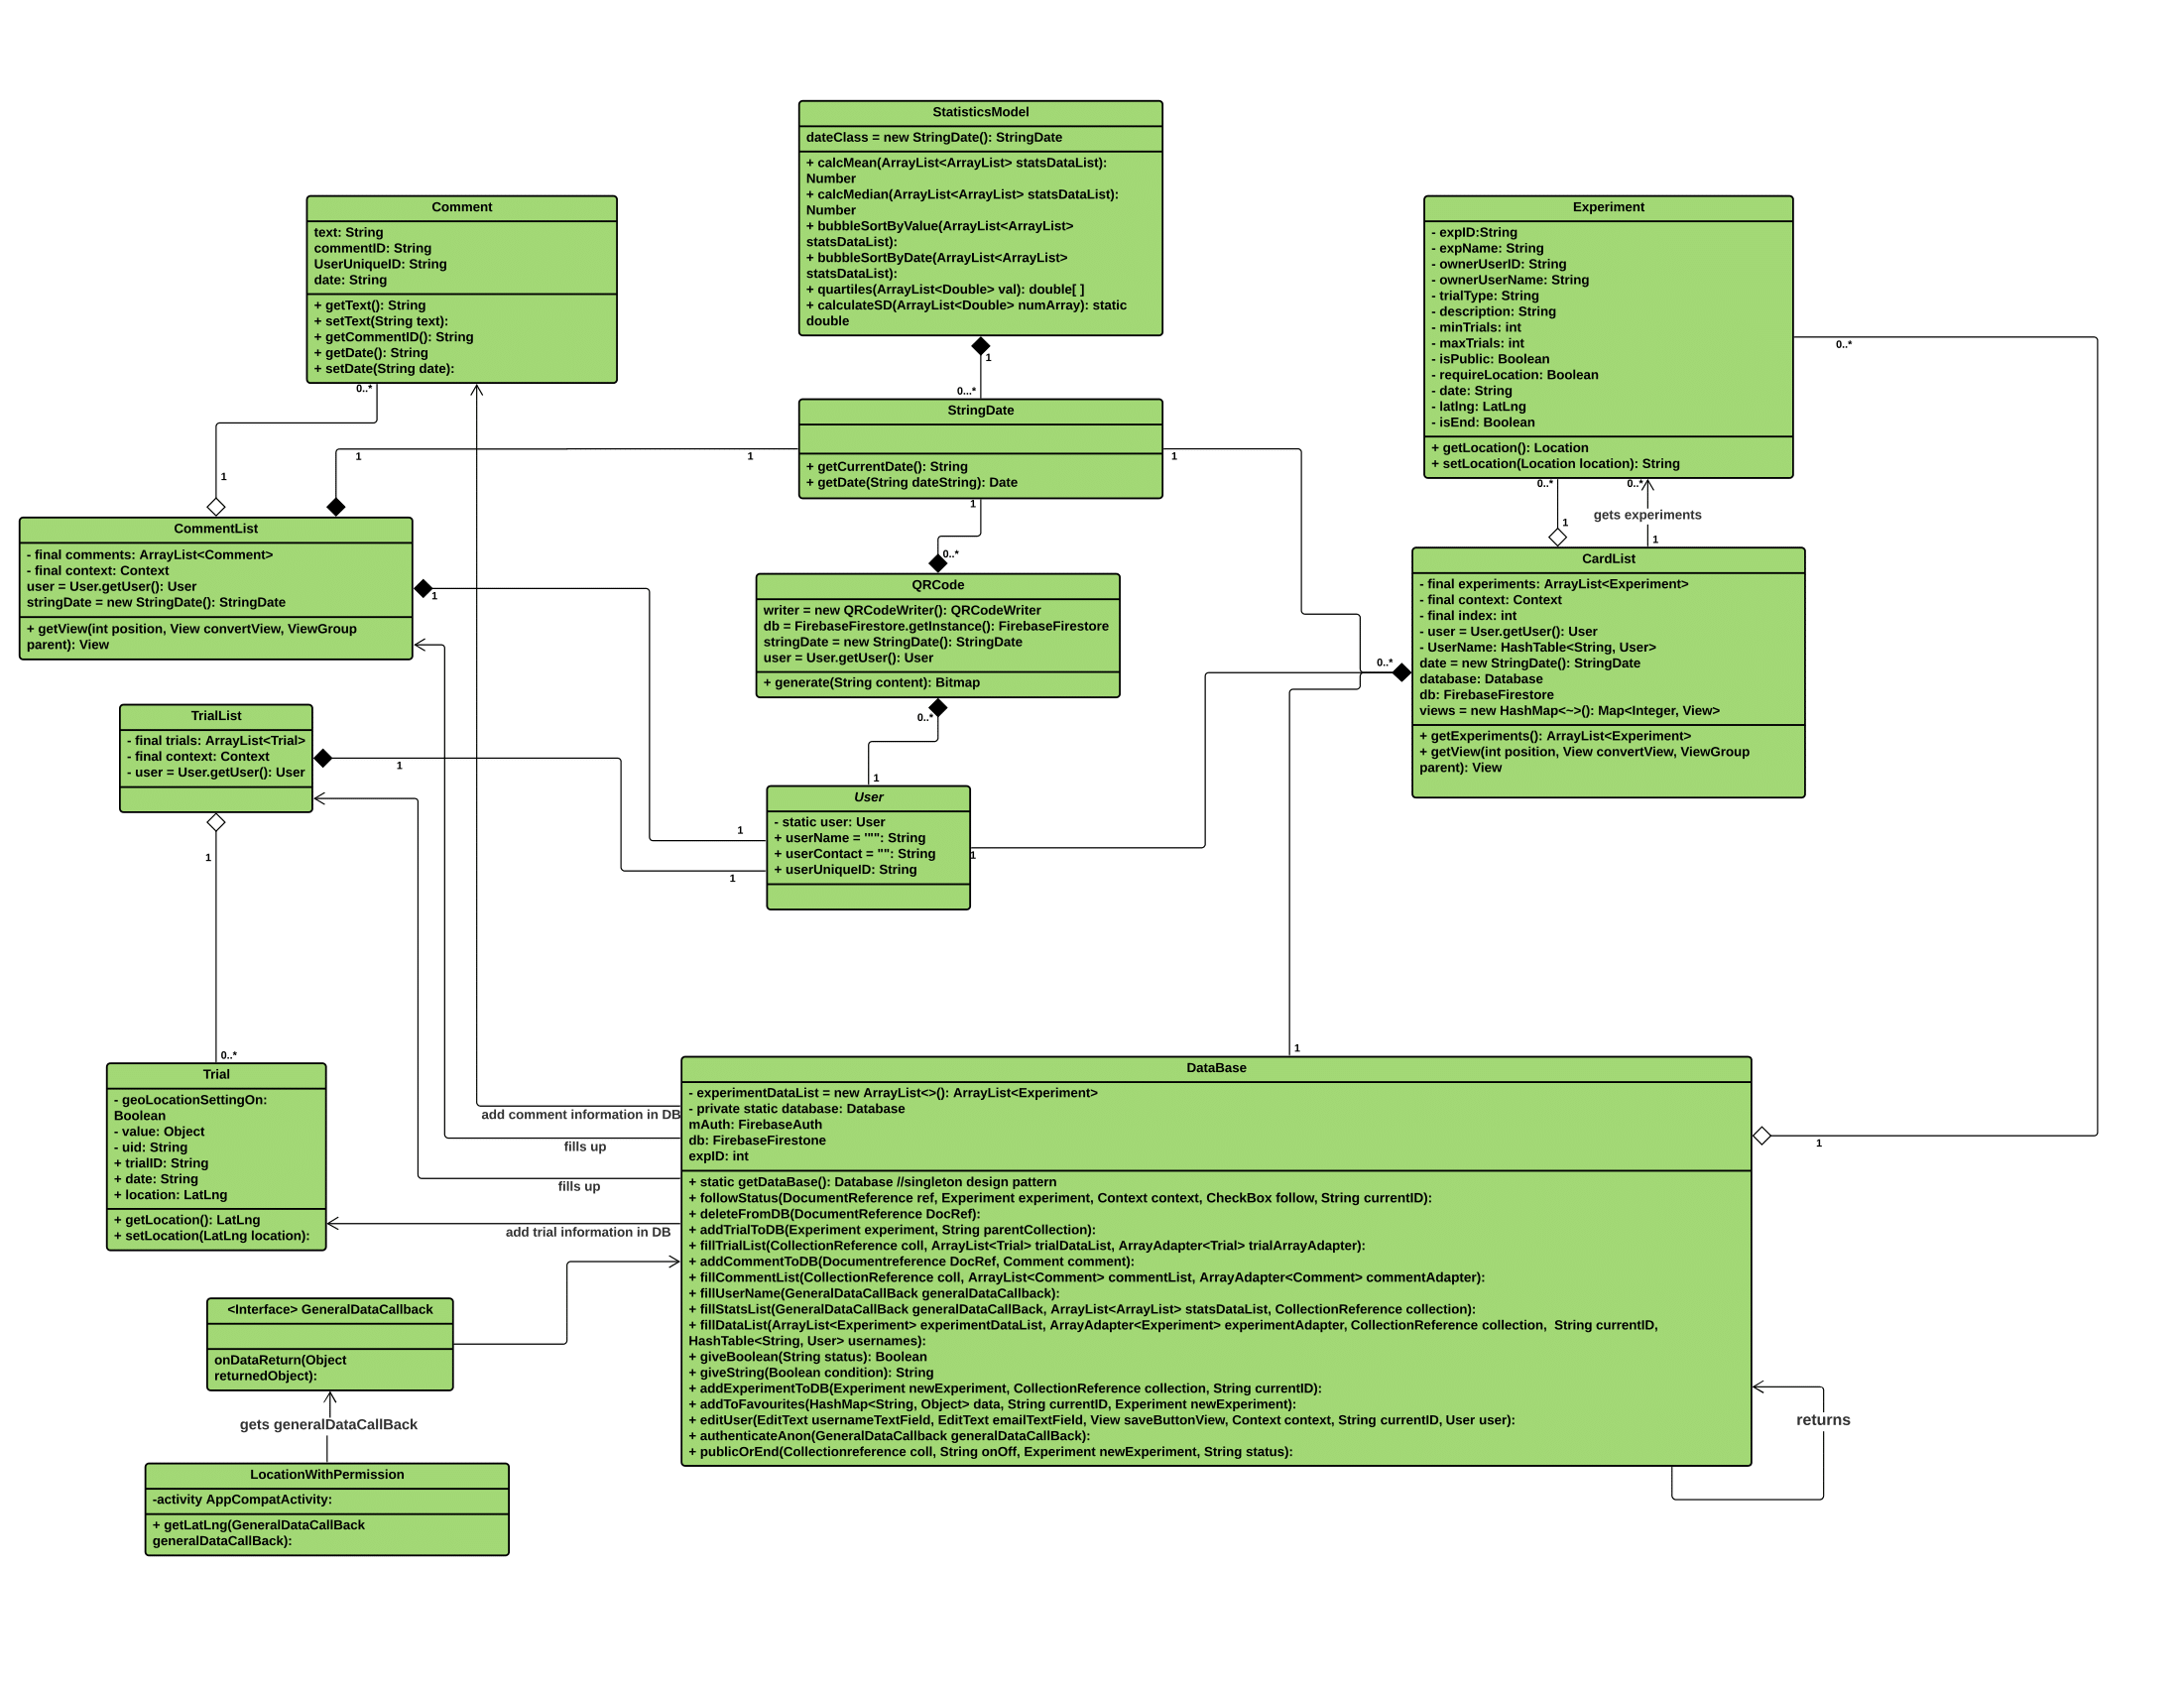 StatisticsModel
dateClass = new StringDate(): StringDate
+ calcMean(ArrayList<ArrayList> statsDataList):
Number
+ calcMedian(ArrayList<ArrayList> statsDataList):
Number
+ bubbleSortByValue(ArrayList<ArrayList>
statsDataList):
+ bubbleSortByDate(ArrayList<ArrayList>
statsDataList):
+ quartiles(ArrayList<Double> val): double[ ]
+ calculateSD(ArrayList<Double> numArray): static
double
1
0...*
Comment
text: String
commentID: String
UserUniqueID: String
date: String
+ getText(): String
+ setText(String text):
+ getCommentID(): String
+ getDate(): String
+ setDate(String date):
0..*
1
Experiment
- expID:String
- expName: String
- ownerUserID: String
- ownerUserName: String
- trialType: String
- description: String
- minTrials: int
- maxTrials: int
- isPublic: Boolean
- requireLocation: Boolean
- date: String
- latlng: LatLng
- isEnd: Boolean
+ getLocation(): Location
+ setLocation(Location location): String
0..*
0..*
0..*
gets experiments
1
1
StringDate
+ getCurrentDate(): String
+ getDate(String dateString): Date
1
1
1
1
0..*
CommentList
- final comments: ArrayList<Comment>
- final context: Context
user = User.getUser(): User
stringDate = new StringDate(): StringDate
+ getView(int position, View convertView, ViewGroup
parent): View
1
QRCode
writer = new QRCodeWriter(): QRCodeWriter
db = FirebaseFirestore.getInstance(): FirebaseFirestore
stringDate = new StringDate(): StringDate
user = User.getUser(): User
+ generate(String content): Bitmap
0..*
1
CardList
- final experiments: ArrayList<Experiment>
- final context: Context
- final index: int
- user = User.getUser(): User
- UserName: HashTable<String, User>
date = new StringDate(): StringDate
database: Database
db: FirebaseFirestore
views = new HashMap<~>(): Map<Integer, View>
+ getExperiments(): ArrayList<Experiment>
+ getView(int position, View convertView, ViewGroup
parent): View
0..*
TrialList
- final trials: ArrayList<Trial>
- final context: Context
- user = User.getUser(): User
1
1
0..*
User
- static user: User
+ userName = '"": String
+ userContact = "": String
+ userUniqueID: String
1
1
1
Trial
- geoLocationSettingOn:
Boolean
- value: Object
- uid: String
+ trialID: String
+ date: String
+ location: LatLng
+ getLocation(): LatLng
+ setLocation(LatLng location):
1
DataBase
- experimentDataList = new ArrayList<>(): ArrayList<Experiment>
- private static database: Database
mAuth: FirebaseAuth
db: FirebaseFirestone
expID: int
+ static getDataBase(): Database //singleton design pattern
+ followStatus(DocumentReference ref, Experiment experiment, Context context, CheckBox follow, String currentID):
+ deleteFromDB(DocumentReference DocRef):
+ addTrialToDB(Experiment experiment, String parentCollection):
+ fillTrialList(CollectionReference coll, ArrayList<Trial> trialDataList, ArrayAdapter<Trial> trialArrayAdapter):
+ addCommentToDB(Documentreference DocRef, Comment comment):
+ fillCommentList(CollectionReference coll, ArrayList<Comment> commentList, ArrayAdapter<Comment> commentAdapter):
+ fillUserName(GeneralDataCallBack generalDataCallback):
+ fillStatsList(GeneralDataCallBack generalDataCallBack, ArrayList<ArrayList> statsDataList, CollectionReference collection):
+ fillDataList(ArrayList<Experiment> experimentDataList, ArrayAdapter<Experiment> experimentAdapter, CollectionReference collection, String currentID,
HashTable<String, User> usernames):
+ giveBoolean(String status): Boolean
+ giveString(Boolean condition): String
+ addExperimentToDB(Experiment newExperiment, CollectionReference collection, String currentID):
+ addToFavourites(HashMap<String, Object> data, String currentID, Experiment newExperiment):
+ editUser(EditText usernameTextField, EditText emailTextField, View saveButtonView, Context context, String currentID, User user):
+ authenticateAnon(GeneralDataCallback generalDataCallBack):
+ publicOrEnd(Collectionreference coll, String onOff, Experiment newExperiment, String status):
1
add comment information in DB
fills up
fills up
add trial information in DB
returns
<Interface> GeneralDataCallback
onDataReturn(Object
returnedObject):
gets generalDataCallBack
LocationWithPermission
-activity AppCompatActivity:
+ getLatLng(GeneralDataCallBack
generalDataCallBack):